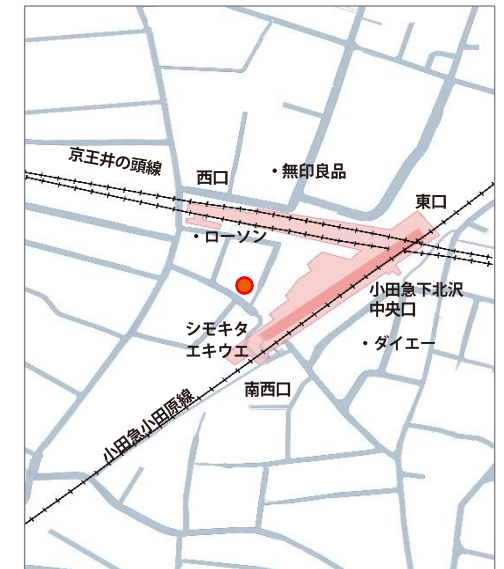 京王井の頭線
西口
・無印良品
東口
・ローソン
小田急下北沢
中央口
シモキタ
エキウエ
・ダイエー
南西口
小田急小田原線